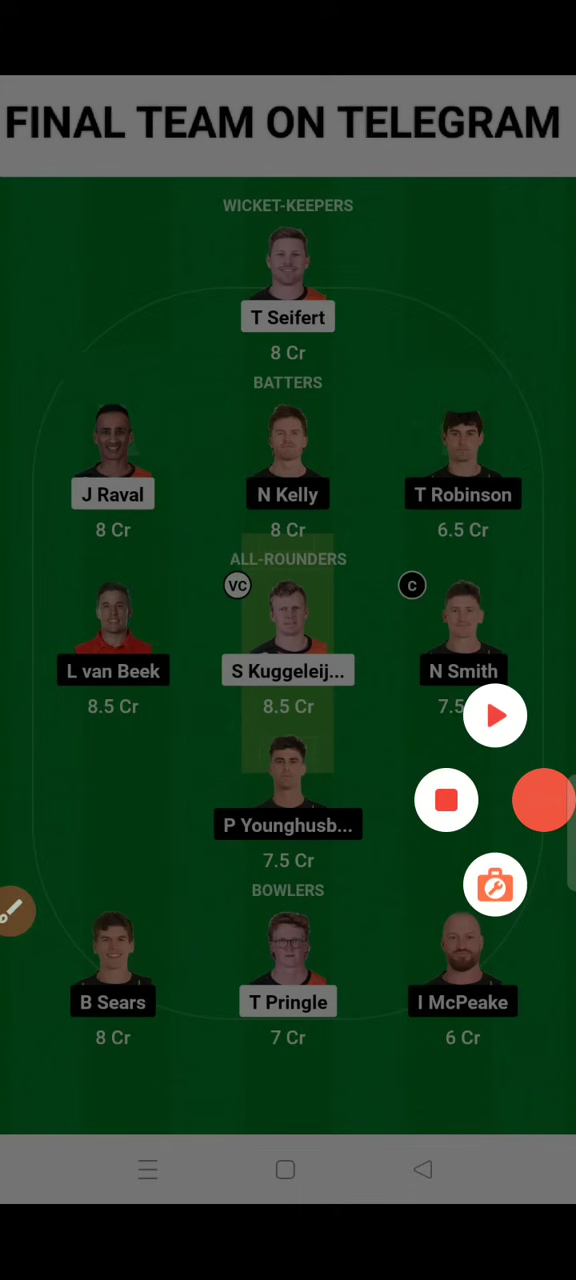 FINAL TEAM ON TELEGRAM
WICKET-KEEPERS
T Seifert
8 Cr
BATTERS
J Raval
N Kelly
T Robinson
8 Cr
8 Cr
6.5 Cr
ALL-ROUNDERS
VC
C
L van Beek
S Kuggeleij...
N Smith
8.5 Cr
8.5 Cr
7.5
P Younghusb...
7.5 Cr
BOWLERS
B Sears
T Pringle
I McPeake
8 Cr
7 Cr
6 Cr